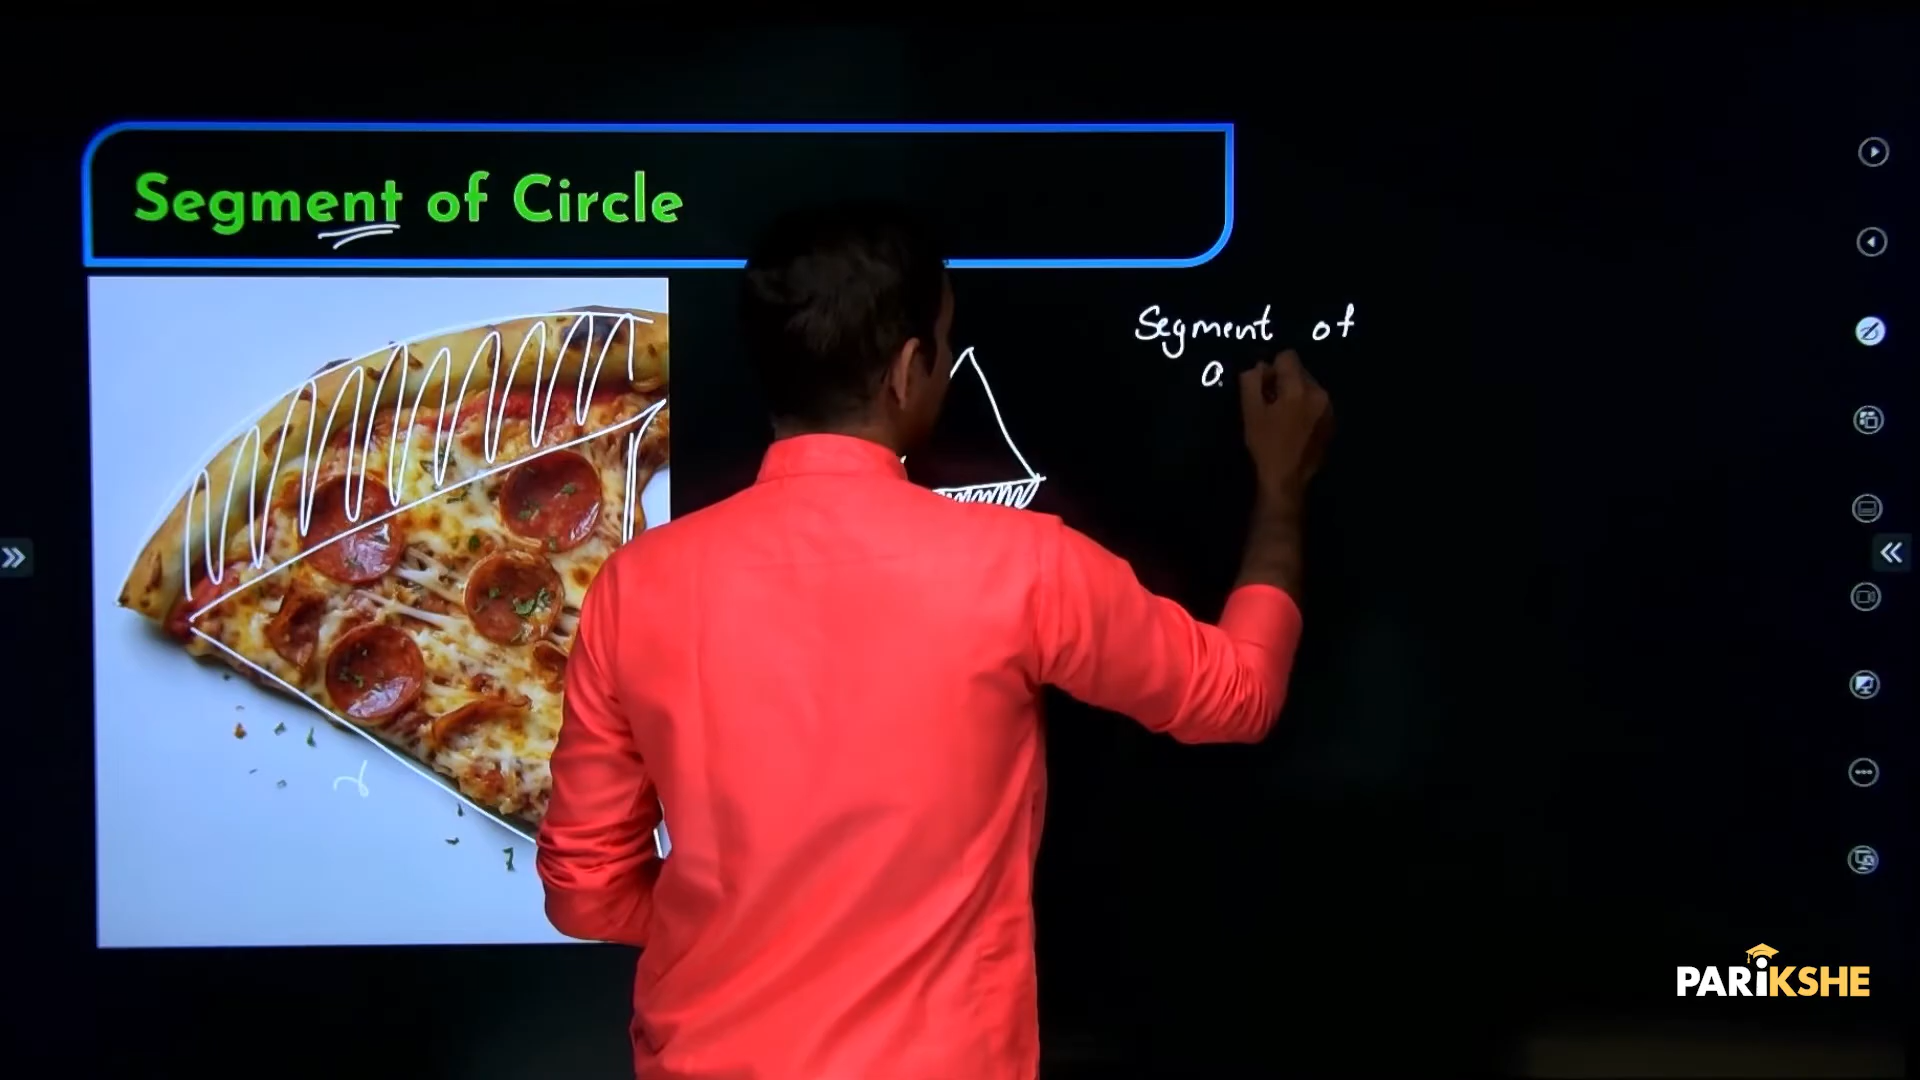 Segment of Circle
Segment of
a
PARiKSHE